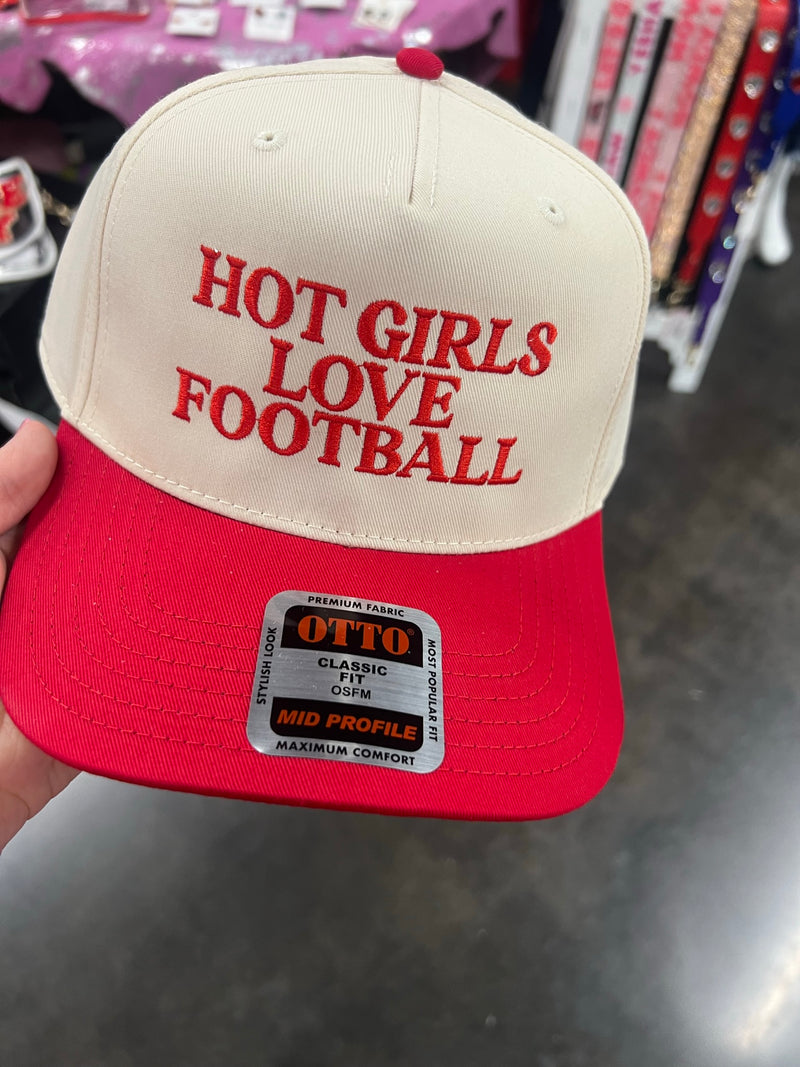 HOT GIRLS
LOVE
FOOTBALL
PREMIUM FABRIC
STYLISH LOOK
OTTO®
CLASSIC
FIT
OSFM
MID PROFILE
MOST POPULAR FIT
MAXIMUM COMFORT